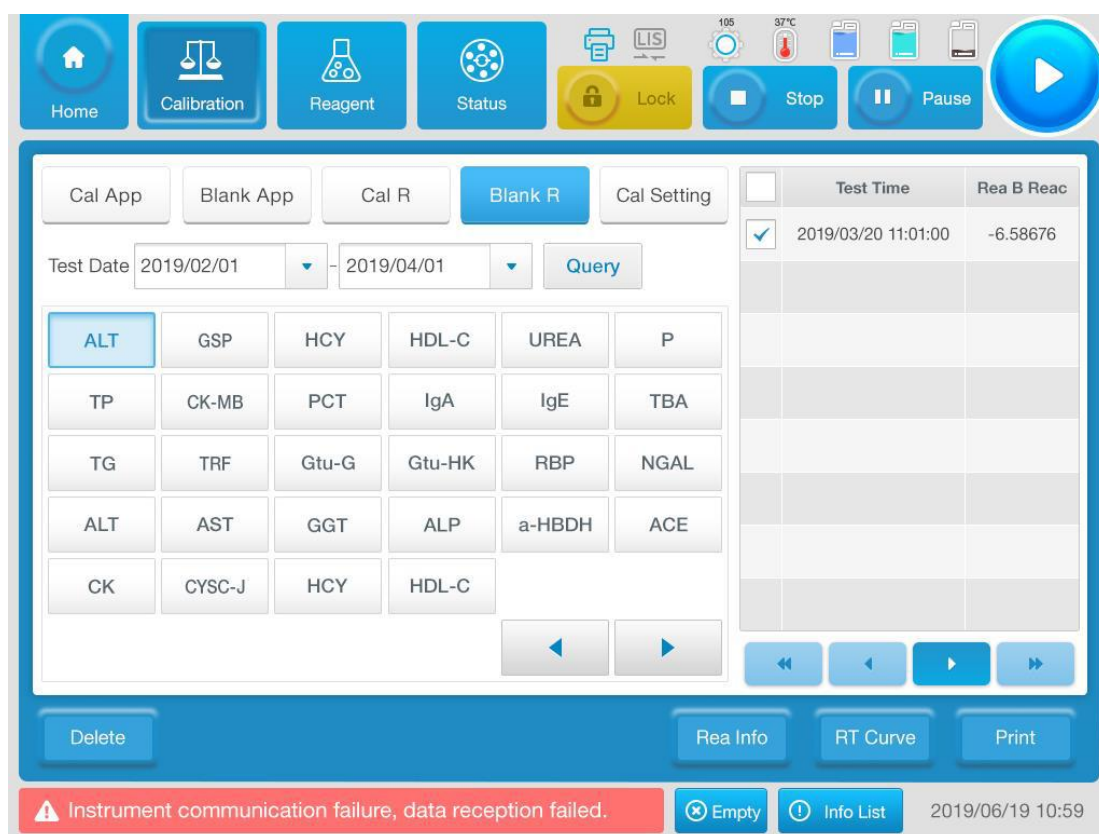 105 37°C
LIS
Home Calibration Reagent Status Lock Stop Pause
Cal App Blank App Cal R Blank R Cal Setting
Test Time Rea B Reac
2019/03/20 11:01:00 -6.58676
Test Date 2019/02/01 - 2019/04/01 Query
ALT GSP HCY HDL-C UREA P
TP CK-MB PCT IgA IgE TBA
TG TRF Gtu-G Gtu-HK RBP NGAL
ALT AST GGT ALP a-HBDH ACE
CK CYSC-J HCY HDL-C
Delete Rea Info RT Curve Print
Instrument communication failure, data reception failed. Empty Info List 2019/06/19 10:59